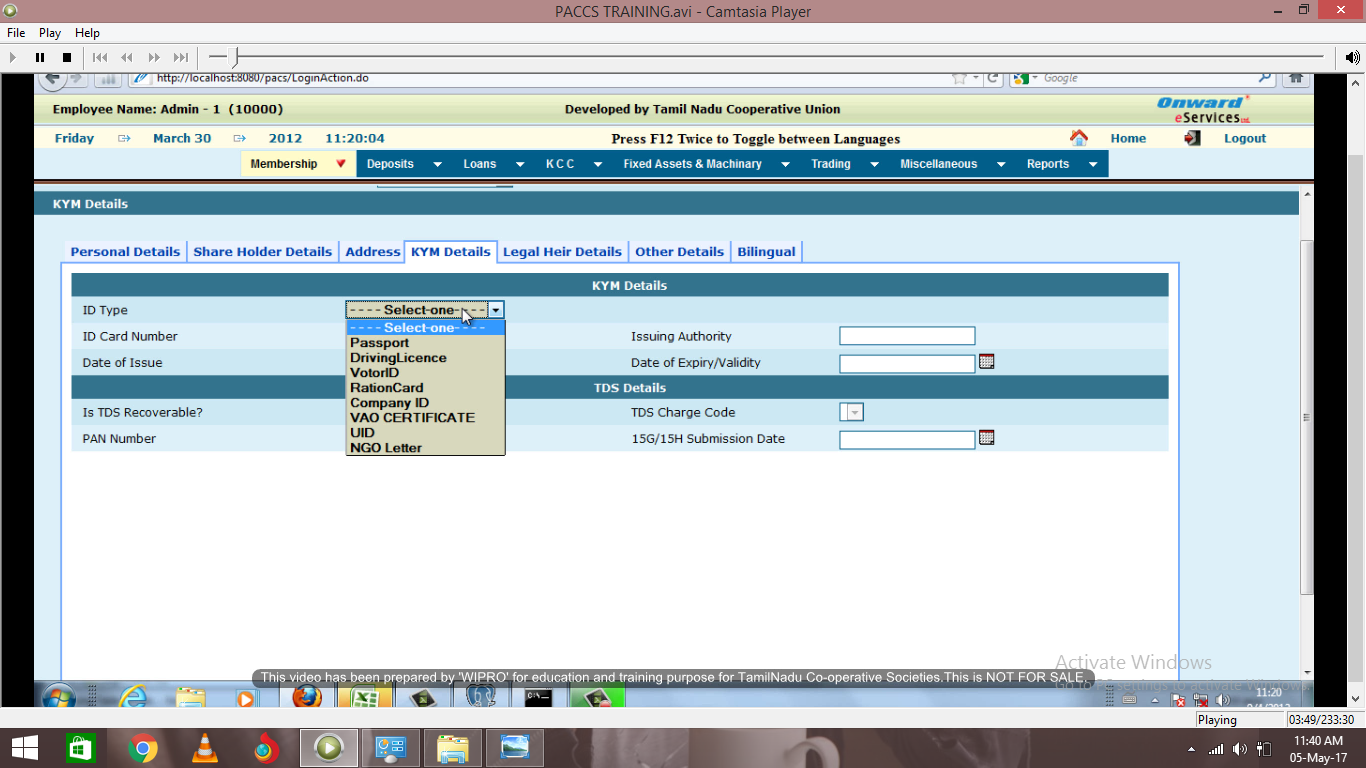 PACCS TRAINING.avi - Camtasia Player
File Play Help
http://localhost:8080/pacs/LoginAction.do
Google
Employee Name: Admin - 1 (10000)
Developed by Tamil Nadu Cooperative Union
Onward
eServices Ltd.
Friday March 30 2012 11:20:04
Press F12 Twice to Toggle between Languages
Home Logout
Membership Deposits Loans K C C Fixed Assets & Machinary Trading Miscellaneous Reports
KYM Details
Personal Details Share Holder Details Address KYM Details Legal Heir Details Other Details Bilingual
KYM Details
ID Type
- - - - Select-one- - - -
- - - - Select-one- - - -
Passport
DrivingLicence
VotorID
RationCard
Company ID
VAO CERTIFICATE
UID
NGO Letter
ID Card Number
Issuing Authority
Date of Issue
Date of Expiry/Validity
TDS Details
Is TDS Recoverable?
TDS Charge Code
PAN Number
15G/15H Submission Date
Activate Windows
This video has been prepared by 'WIPRO' for education and training purpose for TamilNadu Co-operative Societies.This is NOT FOR SALE.
11:20
Playing
03:49/233:30
11:40 AM
05-May-17